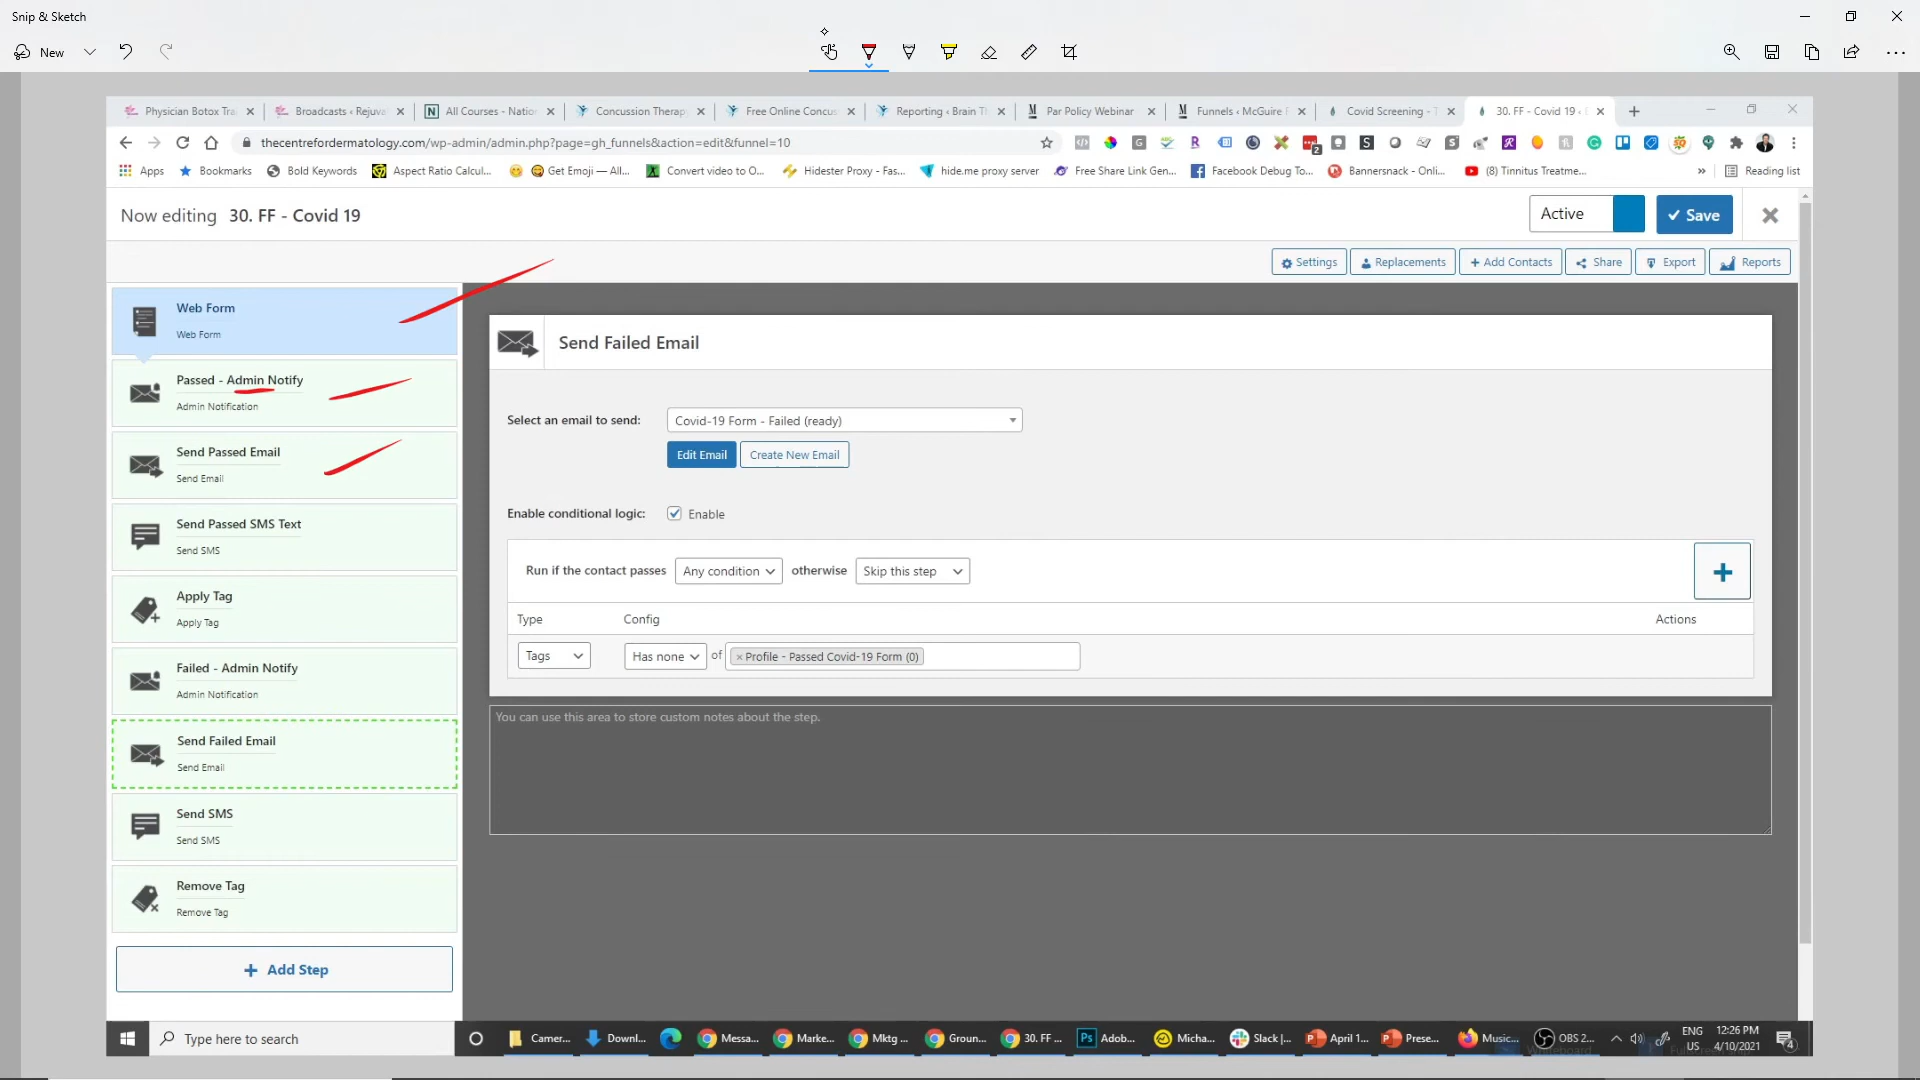 Snip & Sketch
New
Physician Botox Tra
Broadcasts ‹ Rejuva
All Courses - Nation
Concussion Therap
Free Online Concus
Reporting ‹ Brain Th
Par Policy Webinar
Funnels ‹ McGuire
Covid Screening -
30. FF - Covid 19 ‹
thecentrefordermatology.com/wp-admin/admin.php?page=gh_funnels&action=edit&funnel=10
Apps
Bookmarks
Bold Keywords
Aspect Ratio Calcul...
Get Emoji — All...
Convert video to O...
Hidester Proxy - Fas...
hide.me proxy server
Free Share Link Gen...
Facebook Debug To...
Bannersnack - Onli...
(8) Tinnitus Treatme...
»
Reading list
Now editing 30. FF - Covid 19
Active
Save
Settings
Replacements
+ Add Contacts
Share
Export
Reports
Web Form
Web Form
Passed - Admin Notify
Admin Notification
Send Passed Email
Send Email
Send Passed SMS Text
Send SMS
Apply Tag
Apply Tag
Failed - Admin Notify
Admin Notification
Send Failed Email
Send Email
Send SMS
Send SMS
Remove Tag
Remove Tag
+ Add Step
Send Failed Email
Select an email to send:
Covid-19 Form - Failed (ready)
Edit Email
Create New Email
Enable conditional logic:
Enable
Run if the contact passes Any condition otherwise Skip this step
+
Type Config Actions
Tags Has none of × Profile - Passed Covid-19 Form (0)
You can use this area to store custom notes about the step.
Type here to search
Camer...
Downl...
Messa...
Marke...
Mktg ...
Groun...
30. FF ...
Ps Adob...
Micha...
Slack |...
April 1...
Prese...
Music...
OBS 2...
ENG
US
12:26 PM
4/10/2021
4